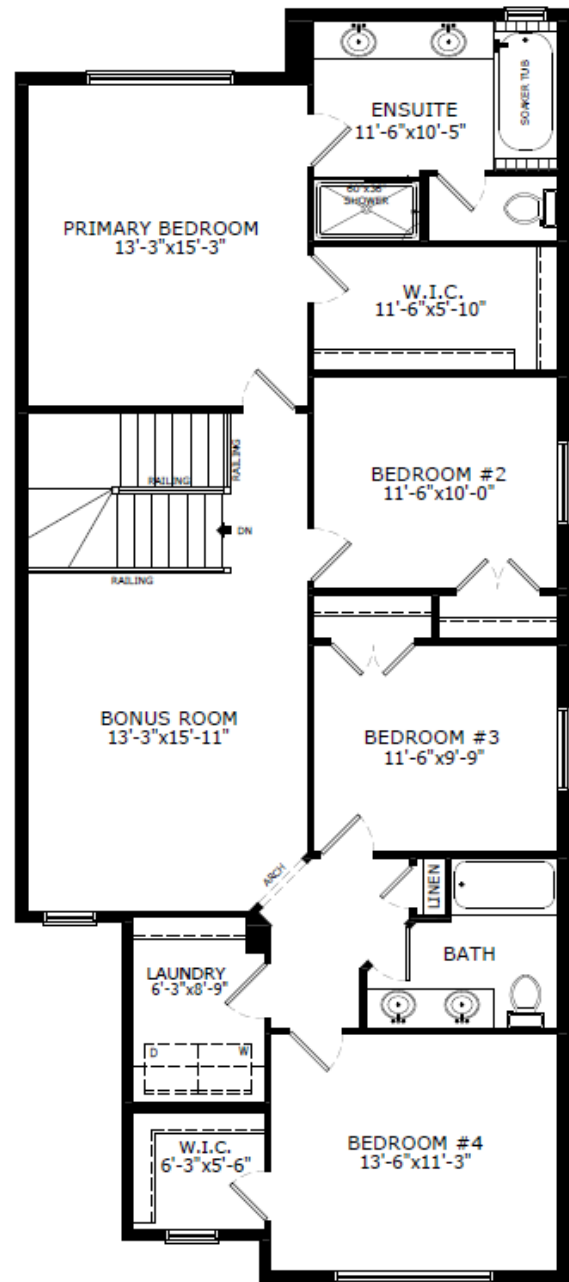 ENSUITE
11'-6"x10'-5"
SOAKER TUB
60"x36"
SHOWER
PRIMARY BEDROOM
13'-3"x15'-3"
W.I.C.
11'-6"x5'-10"
RAILING
RAILING
DN
RAILING
BEDROOM #2
11'-6"x10'-0"
BONUS ROOM
13'-3"x15'-11"
BEDROOM #3
11'-6"x9'-9"
ARCH
LINEN
BATH
LAUNDRY
6'-3"x8'-9"
D
W
W.I.C.
6'-3"x5'-6"
BEDROOM #4
13'-6"x11'-3"